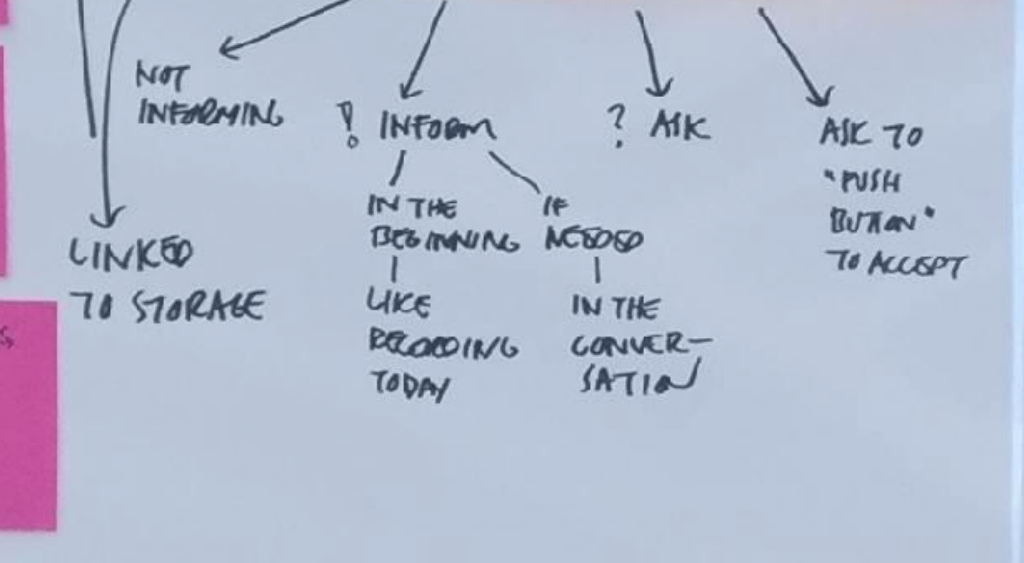 NOT
INFORMING
! INFORM
? ASK
ASK TO
"PUSH
BUTTON"
TO ACCEPT
IN THE
BEGINNING
IF
NEEDED
LIKE
RECORDING
TODAY
IN THE
CONVER-
SATION
LINKED
TO STORAGE